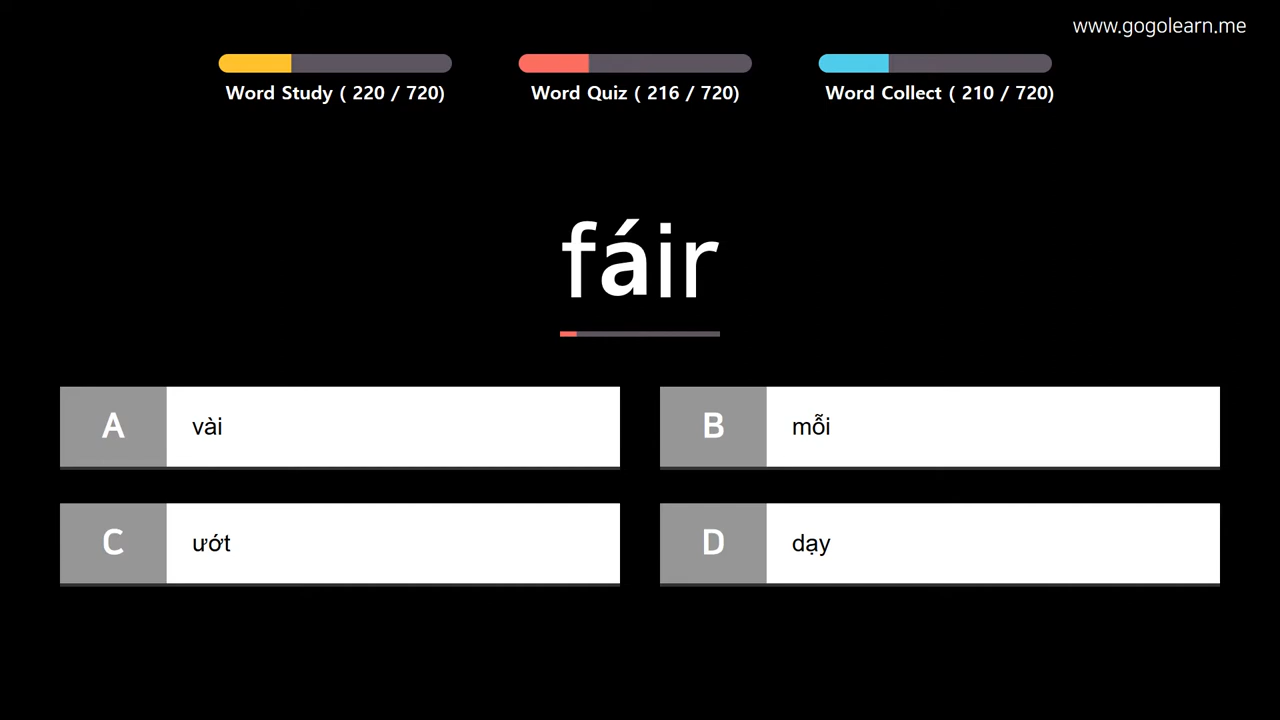 www.gogolearn.me
Word Study ( 220 / 720)
Word Quiz ( 216 / 720)
Word Collect ( 210 / 720)
fáir
A vài
B mỗi
C ướt
D dạy